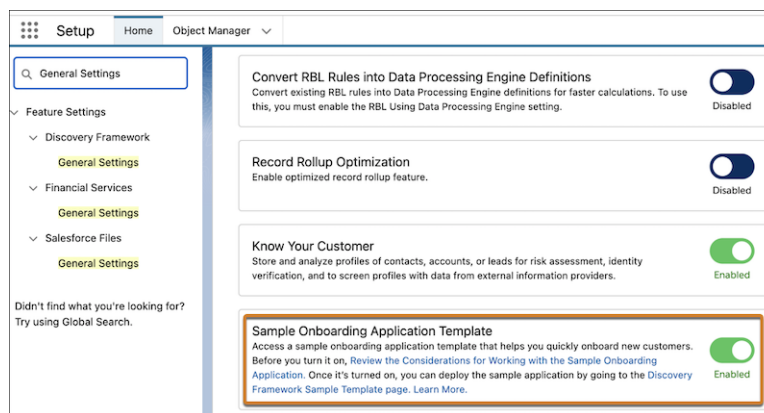 Setup Home Object Manager
General Settings
Feature Settings
Discovery Framework
General Settings
Financial Services
General Settings
Salesforce Files
General Settings
Didn't find what you're looking for?
Try using Global Search.
Convert RBL Rules into Data Processing Engine Definitions
Convert existing RBL rules into Data Processing Engine definitions for faster calculations. To use
this, you must enable the RBL Using Data Processing Engine setting.
Disabled
Record Rollup Optimization
Enable optimized record rollup feature.
Disabled
Know Your Customer
Store and analyze profiles of contacts, accounts, or leads for risk assessment, identity
verification, and to screen profiles with data from external information providers.
Enabled
Sample Onboarding Application Template
Access a sample onboarding application template that helps you quickly onboard new customers.
Before you turn it on, Review the Considerations for Working with the Sample Onboarding
Application. Once it's turned on, you can deploy the sample application by going to the Discovery
Framework Sample Template page. Learn More.
Enabled